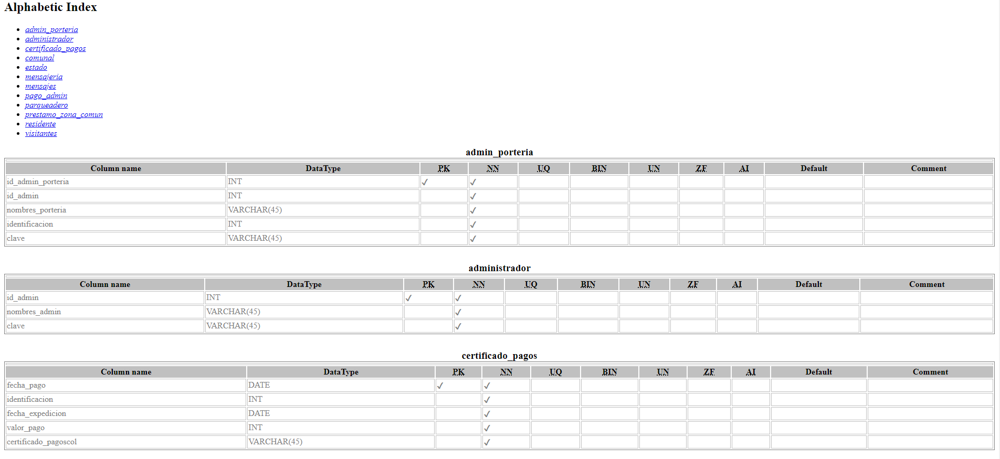 Alphabetic Index
admin_porteria
administrador
certificado_pagos
comunal
estado
mensajeria
mensajes
pago_admin
parqueadero
prestamo_zona_comun
residente
visitantes
admin_porteria
Column name DataType PK NN UQ BIN UN ZF AI Default Comment
id_admin_porteria INT ✓ ✓
id_admin INT ✓
nombres_porteria VARCHAR(45) ✓
identificacion INT ✓
clave VARCHAR(45) ✓
administrador
Column name DataType PK NN UQ BIN UN ZF AI Default Comment
id_admin INT ✓ ✓
nombres_admin VARCHAR(45) ✓
clave VARCHAR(45) ✓
certificado_pagos
Column name DataType PK NN UQ BIN UN ZF AI Default Comment
fecha_pago DATE ✓ ✓
identificacion INT ✓
fecha_expedicion DATE ✓
valor_pago INT ✓
certificado_pagoscol VARCHAR(45) ✓